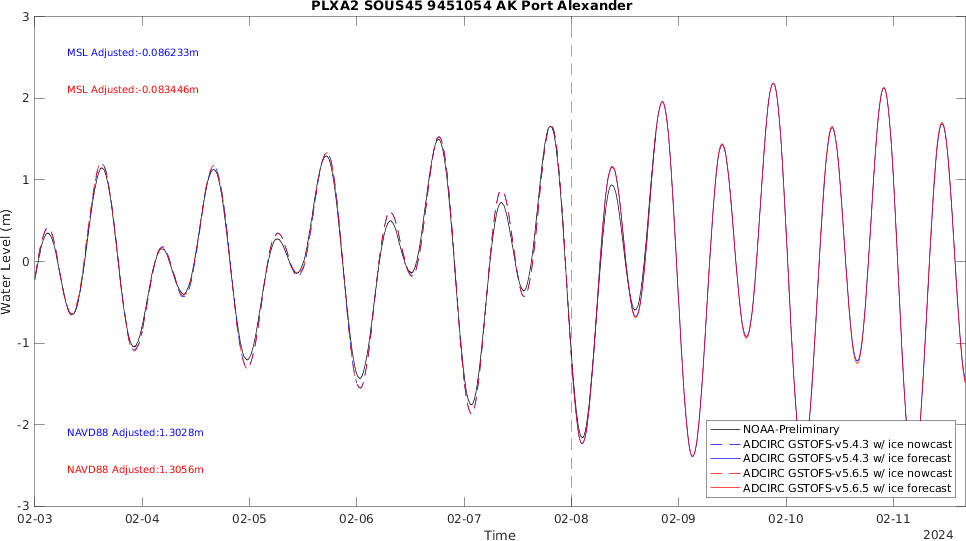 PLXA2 SOUS45 9451054 AK Port Alexander
3
2
1
0
-1
-2
-3
Water Level (m)
MSL Adjusted:-0.086233m
MSL Adjusted:-0.083446m
NAVD88 Adjusted:1.3028m
NAVD88 Adjusted:1.3056m
NOAA-Preliminary
ADCIRC GSTOFS-v5.4.3 w/ ice nowcast
ADCIRC GSTOFS-v5.4.3 w/ ice forecast
ADCIRC GSTOFS-v5.6.5 w/ ice nowcast
ADCIRC GSTOFS-v5.6.5 w/ ice forecast
02-03 02-04 02-05 02-06 02-07 02-08 02-09 02-10 02-11
Time
2024